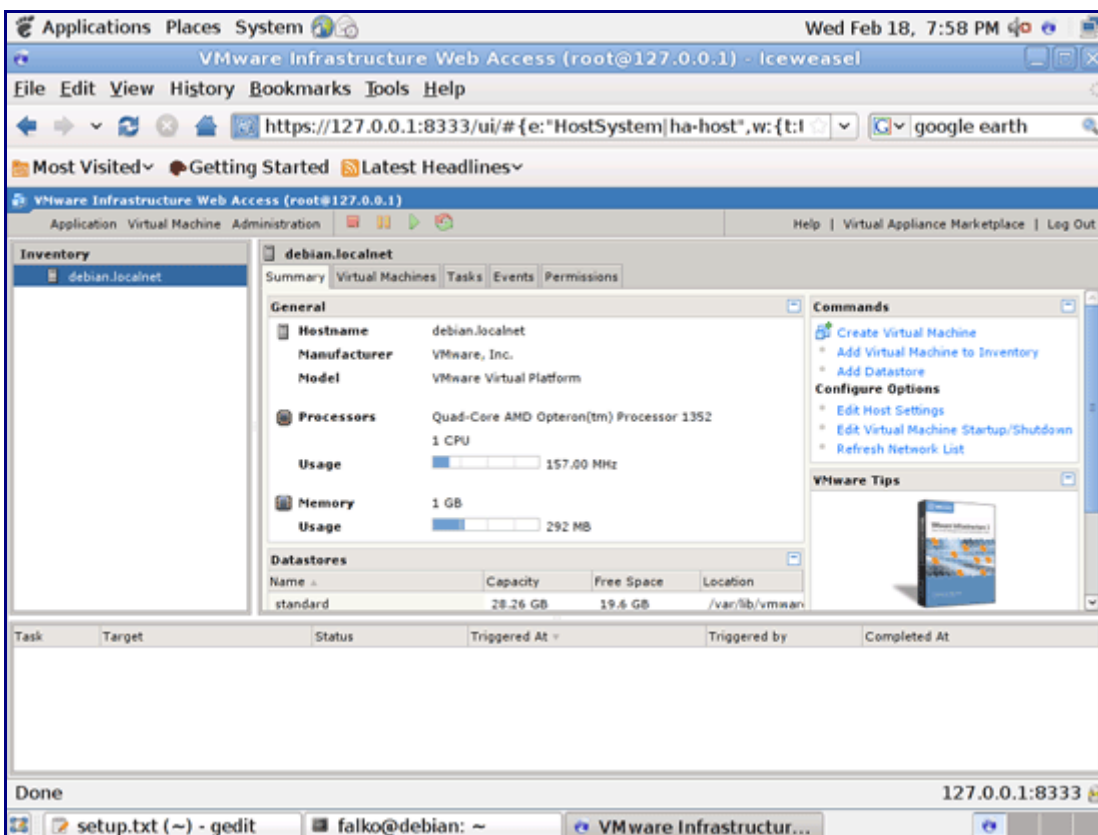 Applications Places System Wed Feb 18, 7:58 PM
VMware Infrastructure Web Access (root@127.0.0.1) - Iceweasel
File Edit View History Bookmarks Tools Help
https://127.0.0.1:8333/ui/#{e:"HostSystem|ha-host",w:{t:t google earth
Most Visited Getting Started Latest Headlines
VMware Infrastructure Web Access (root@127.0.0.1)
Application Virtual Machine Administration Help | Virtual Appliance Marketplace | Log Out
Inventory
debian.localnet
debian.localnet
Summary Virtual Machines Tasks Events Permissions
General
Hostname debian.localnet
Manufacturer VMware, Inc.
Model VMware Virtual Platform
Processors Quad-Core AMD Opteron(tm) Processor 1352
1 CPU
Usage 157.00 MHz
Memory 1 GB
Usage 292 MB
Datastores
Name Capacity Free Space Location
standard 28.26 GB 19.6 GB /var/lib/vmwar
Commands
Create Virtual Machine
Add Virtual Machine to Inventory
Add Datastore
Configure Options
Edit Host Settings
Edit Virtual Machine Startup/Shutdown
Refresh Network List
VMware Tips
Task Target Status Triggered At Triggered by Completed At
Done 127.0.0.1:8333
setup.txt (~) - gedit falko@debian: ~ VMware Infrastructur...